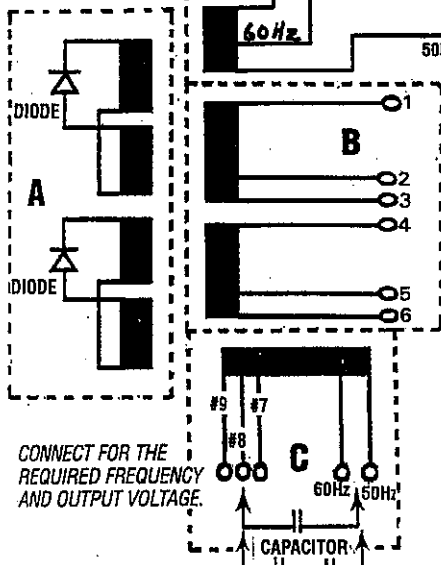 60Hz
50
DIODE
A
DIODE
B
1
2
3
4
5
6
#9
#8
#7
C
60Hz
50Hz
CONNECT FOR THE
REQUIRED FREQUENCY
AND OUTPUT VOLTAGE.
CAPACITOR